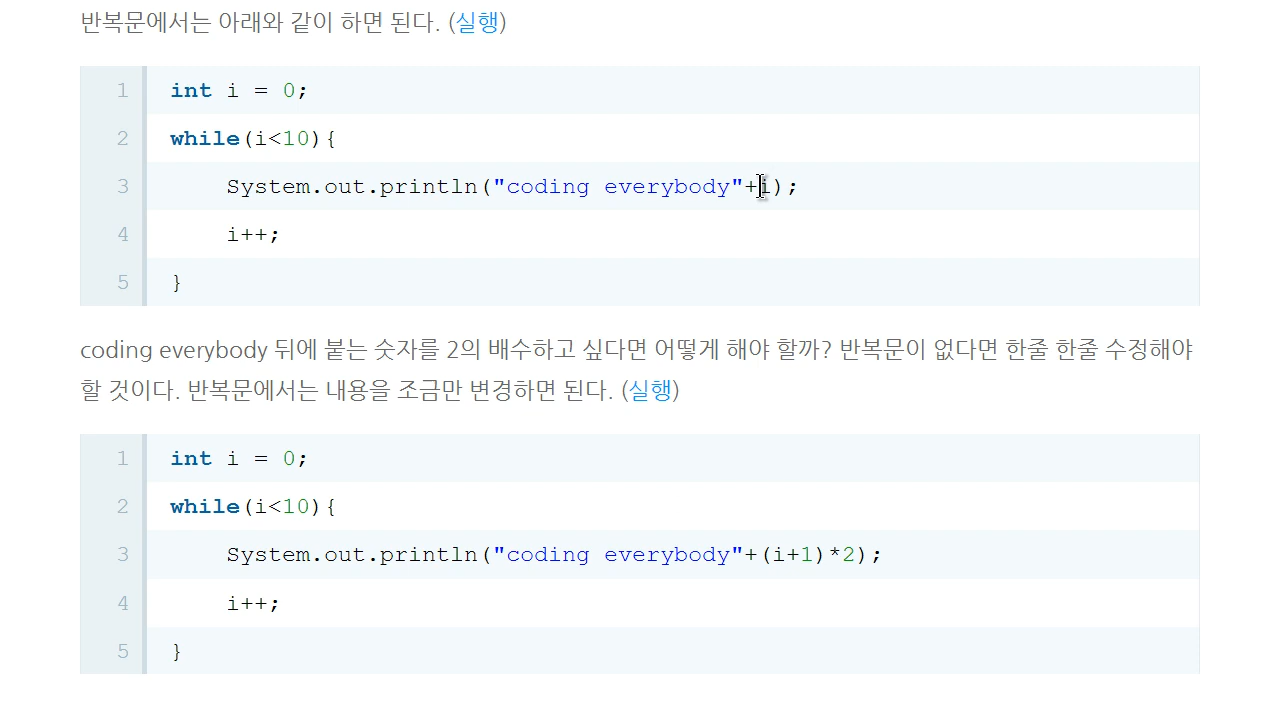 반복문에서는 아래와 같이 하면 된다. (실행)
1 int i = 0;
2 while(i<10){
3     System.out.println("coding everybody"+i);
4     i++;
5 }
coding everybody 뒤에 붙는 숫자를 2의 배수하고 싶다면 어떻게 해야 할까? 반복문이 없다면 한줄 한줄 수정해야
할 것이다. 반복문에서는 내용을 조금만 변경하면 된다. (실행)
1 int i = 0;
2 while(i<10){
3     System.out.println("coding everybody"+(i+1)*2);
4     i++;
5 }